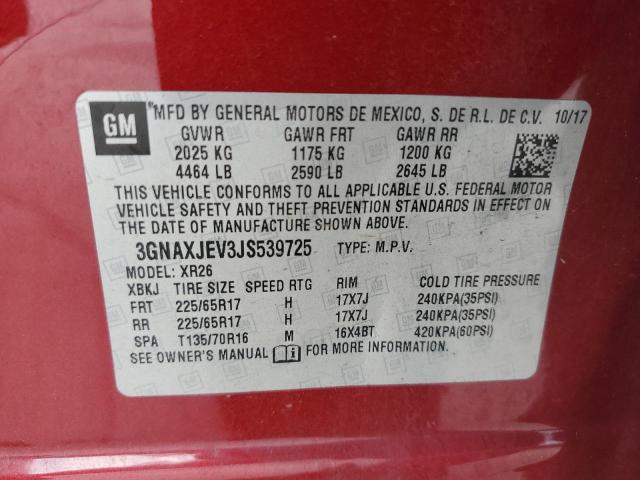 GM
*MFD BY GENERAL MOTORS DE MEXICO, S. DE R.L. DE C.V. 10/17
GVWR GAWR FRT GAWR RR
2025 KG 1175 KG 1200 KG
4464 LB 2590 LB 2645 LB
THIS VEHICLE CONFORMS TO ALL APPLICABLE U.S. FEDERAL MOTOR
VEHICLE SAFETY AND THEFT PREVENTION STANDARDS IN EFFECT ON
THE DATE OF MANUFACTURE SHOWN ABOVE.
3GNAXJEV3JS539725 TYPE: M.P.V.
MODEL: XR26
XBKJ TIRE SIZE SPEED RTG RIM COLD TIRE PRESSURE
FRT 225/65R17 H 17X7J 240KPA(35PSI)
RR 225/65R17 H 17X7J 240KPA(35PSI)
SPA T135/70R16 M 16X4BT 420KPA(60PSI)
SEE OWNER'S MANUAL FOR MORE INFORMATION.